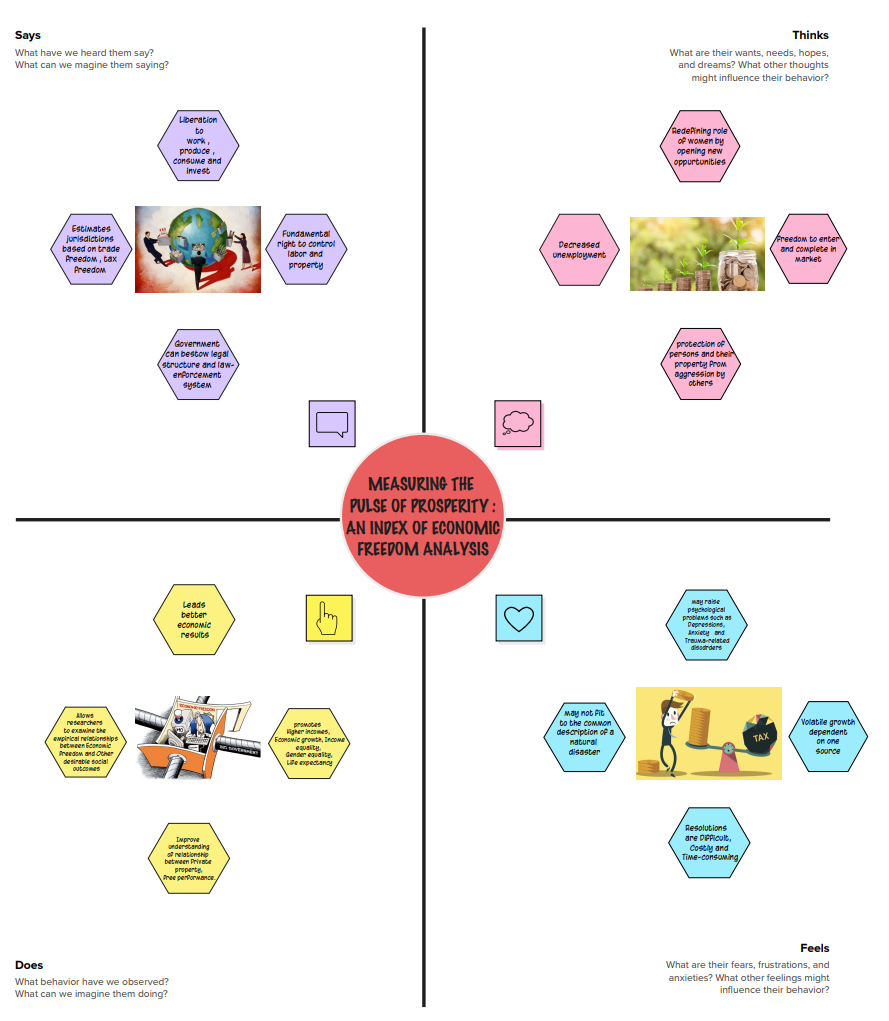 Says
What have we heard them say?
What can we magine them saying?
Thinks
What are their wants, needs, hopes,
and dreams? What other thoughts
might influence their behavior?
Liberation
to
work ,
produce ,
consume and
invest
Estimates
jurisdictions
based on trade
freedom , tax
freedom
Fundamental
right to control
labor and
property
Government
can bestow legal
structure and law-
enforcement
system
Redefining role
of women by
opening new
oppurtunities
Decreased
unemployment
Freedom to enter
and complete in
market
protection of
persons and their
property from
aggression by
others
MEASURING THE
PULSE OF PROSPERITY :
AN INDEX OF ECONOMIC
FREEDOM ANALYSIS
Leads
better
economic
results
Allows
researchers
to examine the
empirical relationships
between Economic
freedom and Other
desirable social
outcomes
ECONOMIC FREEDOM
BIG GOVERNMENT
promotes
Higher incomes,
Economic growth, Income
equality,
Gender equality,
Life expectancy
Improve
understanding
of relationship
between Private
property,
Free performance.
may raise
psychological
problems such as
Depressions,
Anxiety and
Trauma-related
disodrders
may not fit
to the common
description of a
natural
disaster
TAX
Volatile growth
dependent
on one
source
Resolutions
are Difficult,
Costly and
Time-consuming
Does
What behavior have we observed?
What can we imagine them doing?
Feels
What are their fears, frustrations, and
anxieties? What other feelings might
influence their behavior?